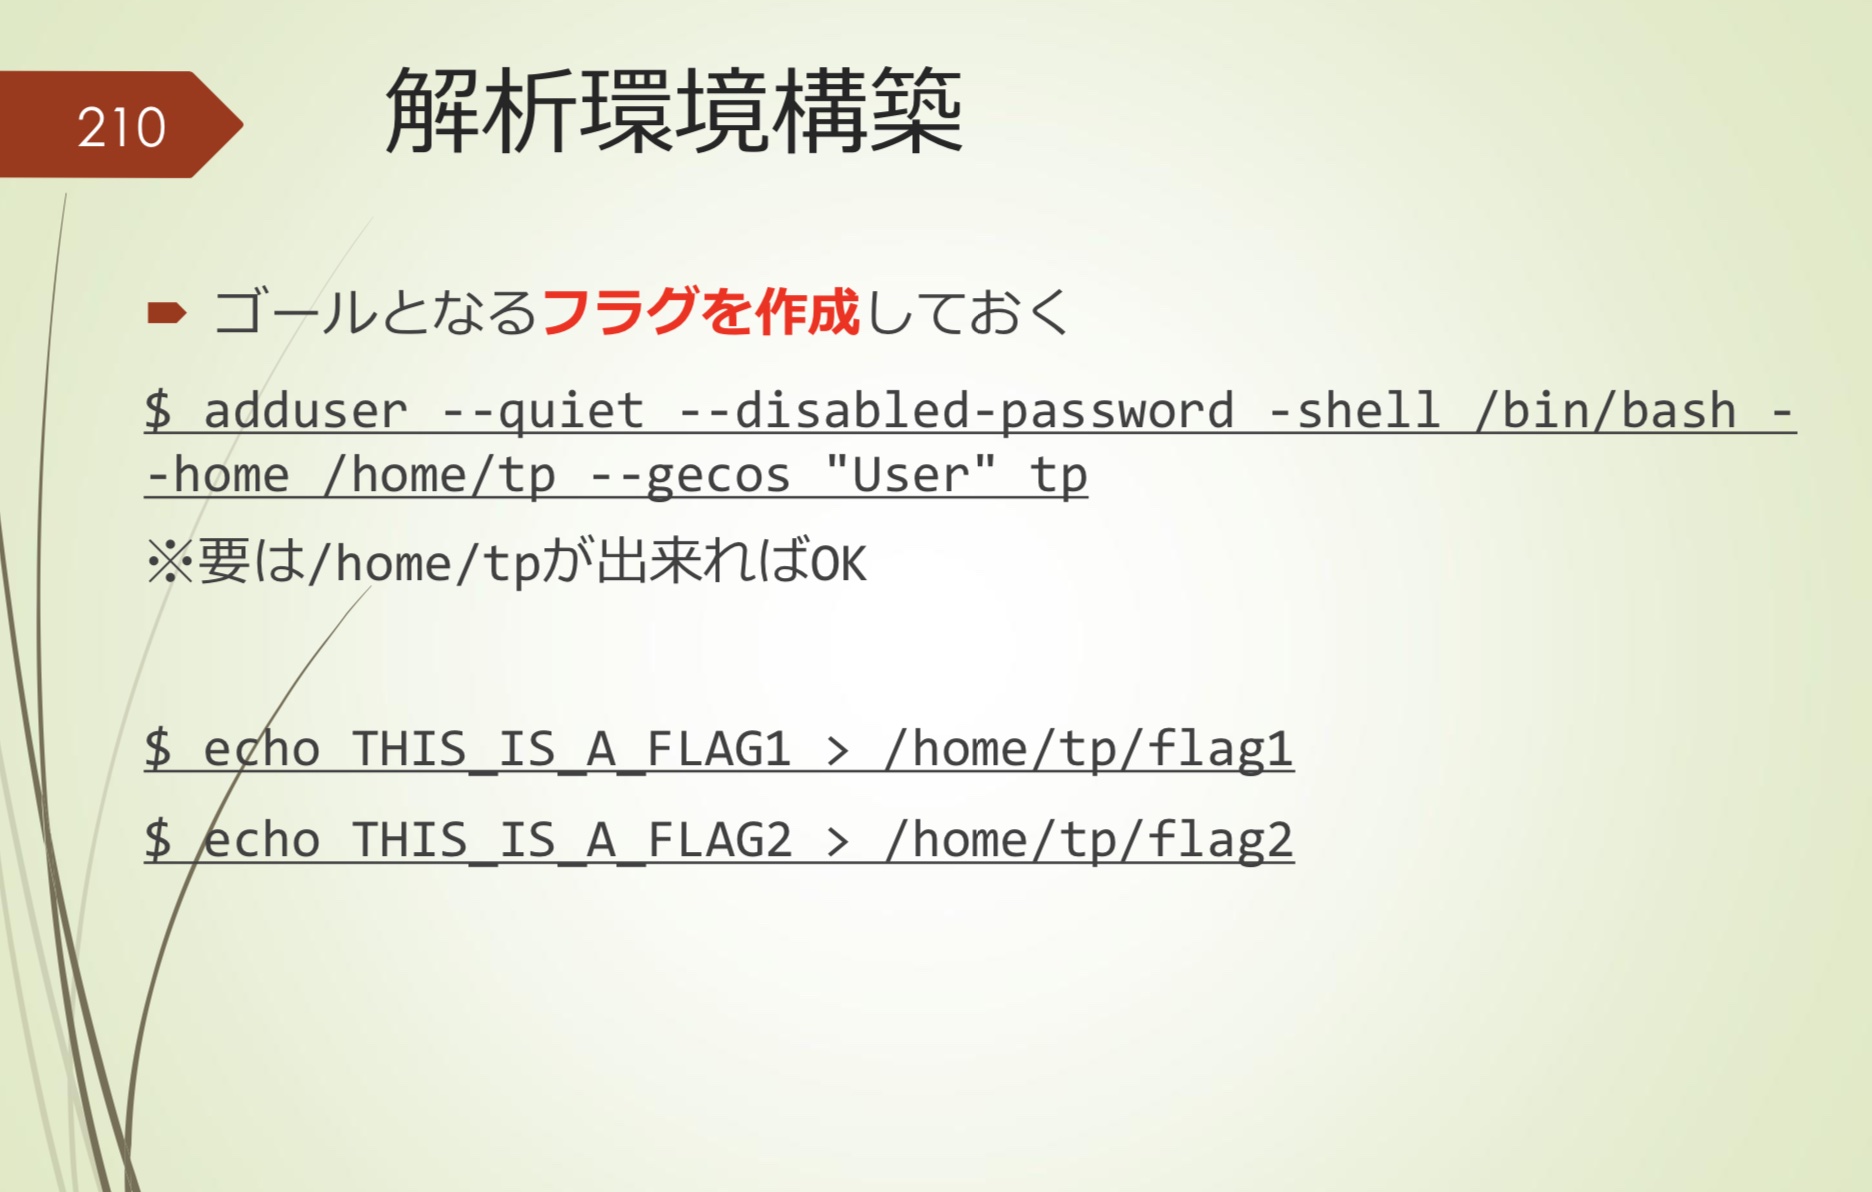 210
解析環境構築
ゴールとなるフラグを作成しておく
$ adduser --quiet --disabled-password -shell /bin/bash -
-home /home/tp --gecos "User" tp
※要は/home/tpが出来ればOK
$ echo THIS_IS_A_FLAG1 > /home/tp/flag1
$ echo THIS_IS_A_FLAG2 > /home/tp/flag2